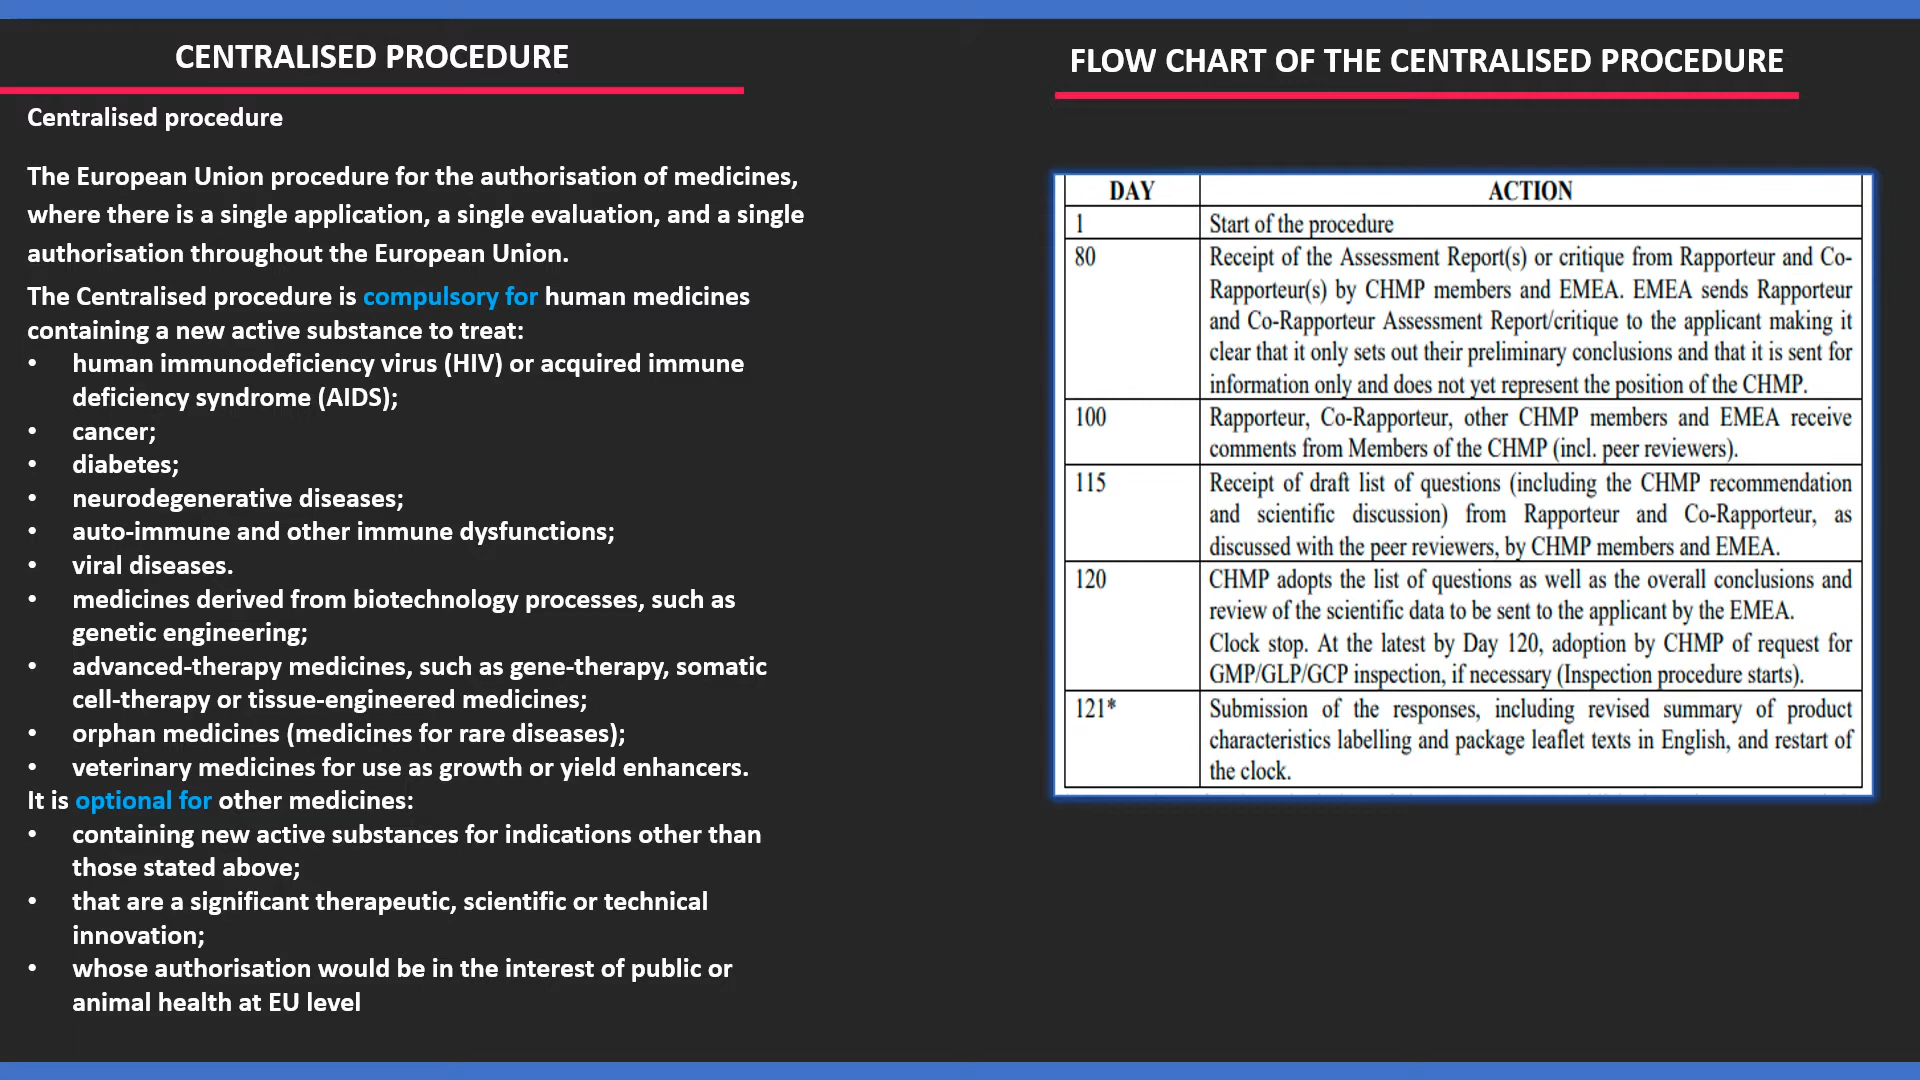 CENTRALISED PROCEDURE
Centralised procedure
The European Union procedure for the authorisation of medicines,
where there is a single application, a single evaluation, and a single
authorisation throughout the European Union.
The Centralised procedure is compulsory for human medicines
containing a new active substance to treat:
• human immunodeficiency virus (HIV) or acquired immune
deficiency syndrome (AIDS);
• cancer;
• diabetes;
• neurodegenerative diseases;
• auto-immune and other immune dysfunctions;
• viral diseases.
• medicines derived from biotechnology processes, such as
genetic engineering;
• advanced-therapy medicines, such as gene-therapy, somatic
cell-therapy or tissue-engineered medicines;
• orphan medicines (medicines for rare diseases);
• veterinary medicines for use as growth or yield enhancers.
It is optional for other medicines:
• containing new active substances for indications other than
those stated above;
• that are a significant therapeutic, scientific or technical
innovation;
• whose authorisation would be in the interest of public or
animal health at EU level
FLOW CHART OF THE CENTRALISED PROCEDURE
DAY ACTION
1 Start of the procedure
80 Receipt of the Assessment Report(s) or critique from Rapporteur and Co-
Rapporteur(s) by CHMP members and EMEA. EMEA sends Rapporteur
and Co-Rapporteur Assessment Report/critique to the applicant making it
clear that it only sets out their preliminary conclusions and that it is sent for
information only and does not yet represent the position of the CHMP.
100 Rapporteur, Co-Rapporteur, other CHMP members and EMEA receive
comments from Members of the CHMP (incl. peer reviewers).
115 Receipt of draft list of questions (including the CHMP recommendation
and scientific discussion) from Rapporteur and Co-Rapporteur, as
discussed with the peer reviewers, by CHMP members and EMEA.
120 CHMP adopts the list of questions as well as the overall conclusions and
review of the scientific data to be sent to the applicant by the EMEA.
Clock stop. At the latest by Day 120, adoption by CHMP of request for
GMP/GLP/GCP inspection, if necessary (Inspection procedure starts).
121* Submission of the responses, including revised summary of product
characteristics labelling and package leaflet texts in English, and restart of
the clock.